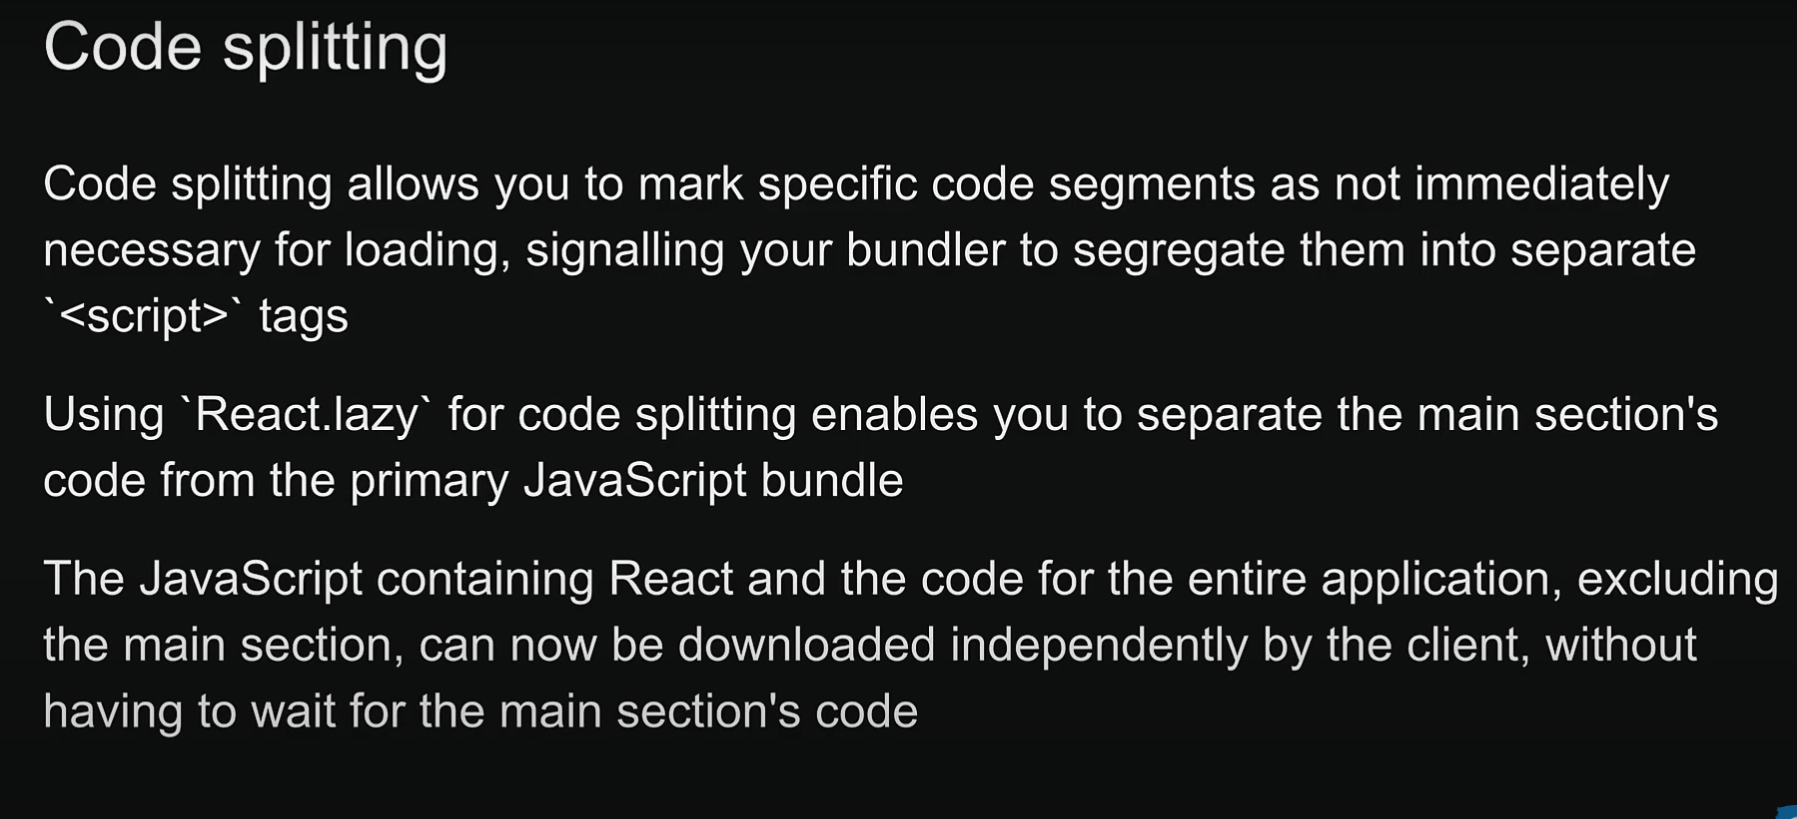 Code splitting
Code splitting allows you to mark specific code segments as not immediately
necessary for loading, signalling your bundler to segregate them into separate
`<script>` tags
Using `React.lazy` for code splitting enables you to separate the main section's
code from the primary JavaScript bundle
The JavaScript containing React and the code for the entire application, excluding
the main section, can now be downloaded independently by the client, without
having to wait for the main section's code